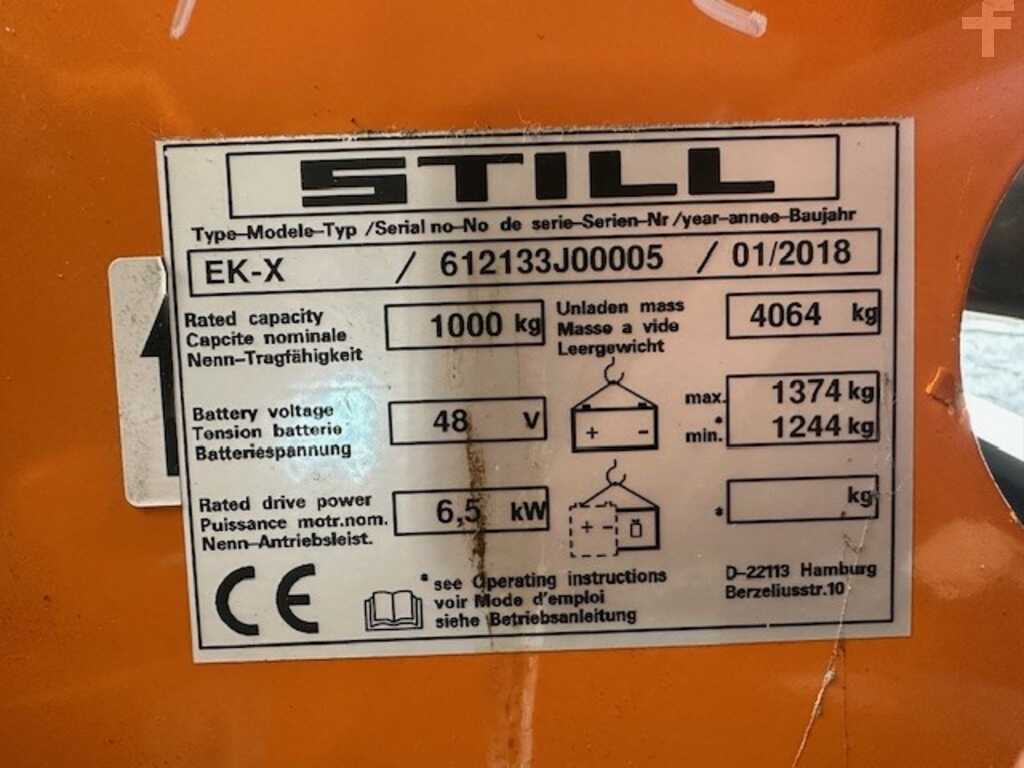 STILL
Type-Modele-Typ /Serial no-No de serie-Serien-Nr /year-annee-Baujahr
EK-X / 612133J00005 / 01/2018
Rated capacity
Capcite nominale
Nenn-Tragfähigkeit
1000 kg
Unladen mass
Masse a vide
Leergewicht
4064 kg
Battery voltage
Tension batterie
Batteriespannung
48 V
+ -
max. 1374 kg
* min. 1244 kg
Rated drive power
Puissance motr.nom.
Nenn-Antriebsleist.
6,5 kW
+ -
* kg
CE
* see Operating instructions
voir Mode d'emploi
siehe Betriebsanleitung
D-22113 Hamburg
Berzeliusstr.10